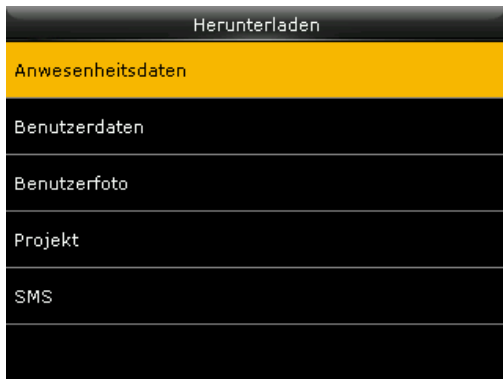 Herunterladen
Anwesenheitsdaten
Benutzerdaten
Benutzerfoto
Projekt
SMS